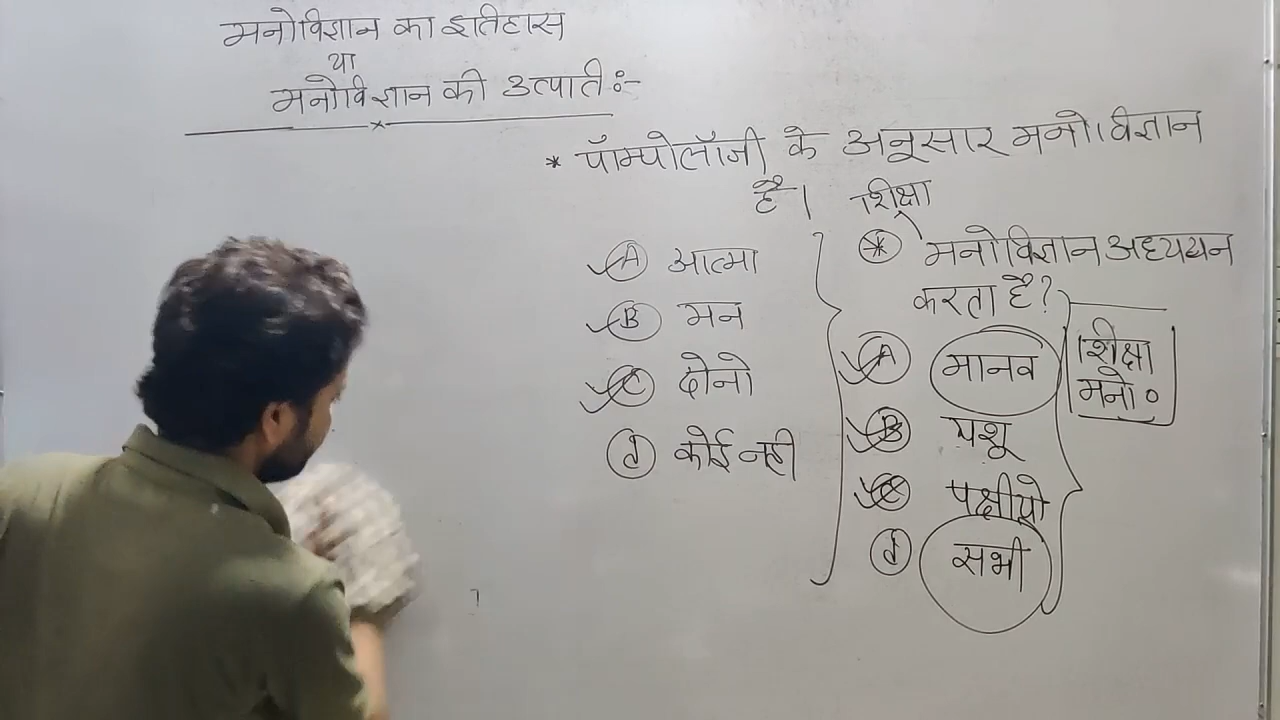 मनोविज्ञान का इतिहास
या
मनोविज्ञान की उत्पाती :-
* पॉम्पोलॉजी के अनुसार मनोविज्ञान
है।
(A) आत्मा
(B) मन
(C) दोनो
(d) कोई नही
शिक्षा
* मनोविज्ञान अध्ययन
करता है?
(A) मानव
(B) पशू
(C) पक्षीयो
(d) सभी
शिक्षा
मनो०